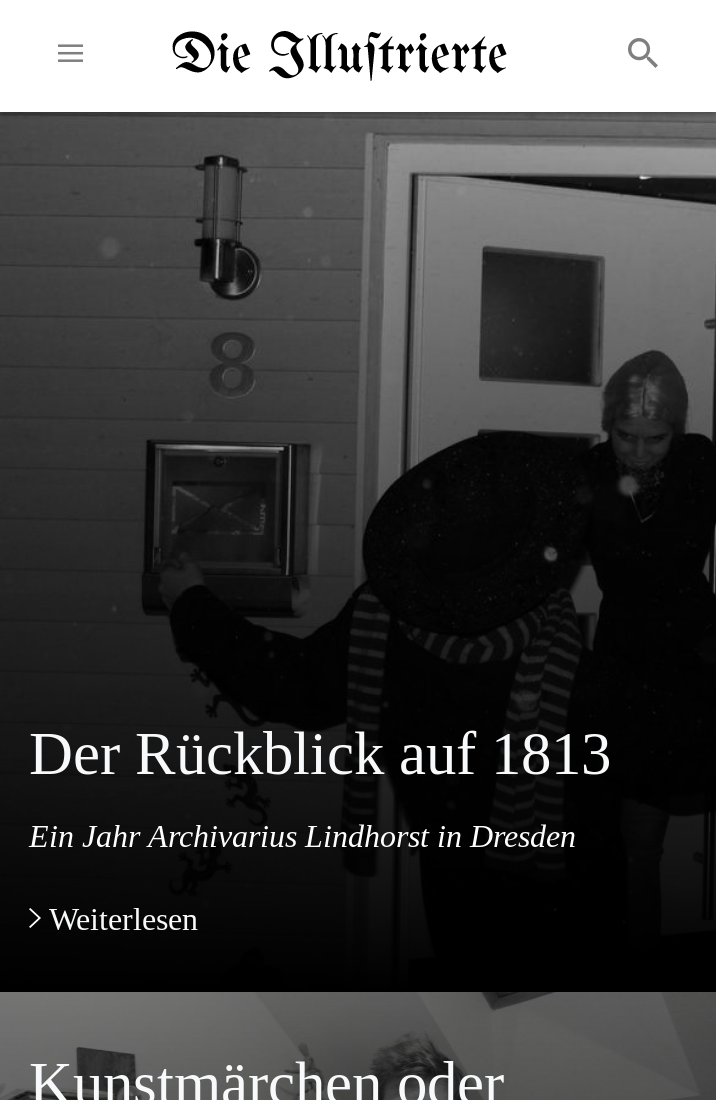 Die Illuſtrierte
8
Der Rückblick auf 1813
Ein Jahr Archivarius Lindhorst in Dresden
Weiterlesen
Kunstmärchen oder